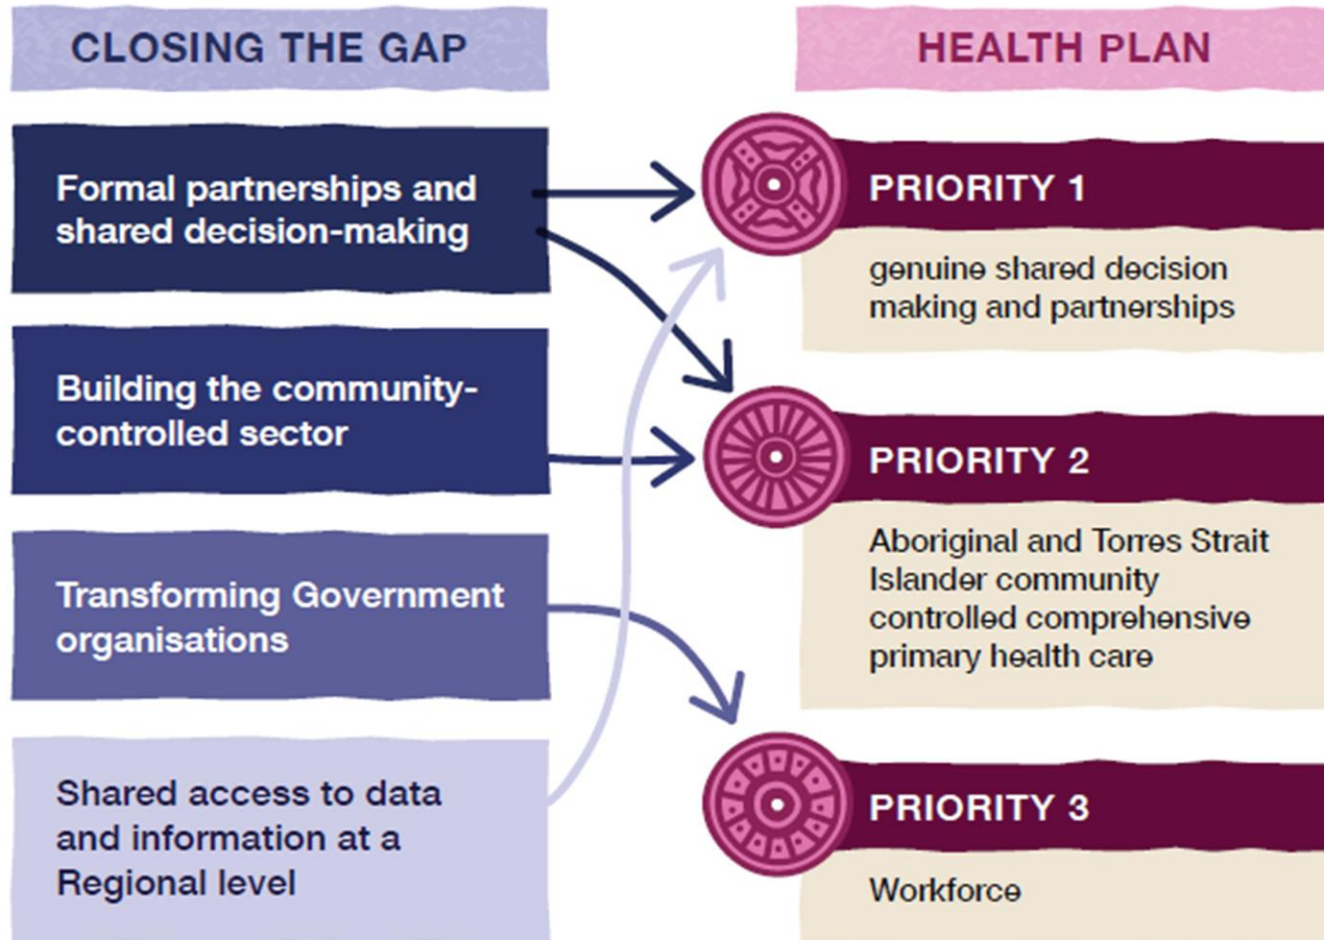 CLOSING THE GAP
Formal partnerships and
shared decision-making
Building the community-
controlled sector
Transforming Government
organisations
Shared access to data
and information at a
Regional level
HEALTH PLAN
PRIORITY 1
genuine shared decision
making and partnerships
PRIORITY 2
Aboriginal and Torres Strait
Islander community
controlled comprehensive
primary health care
PRIORITY 3
Workforce